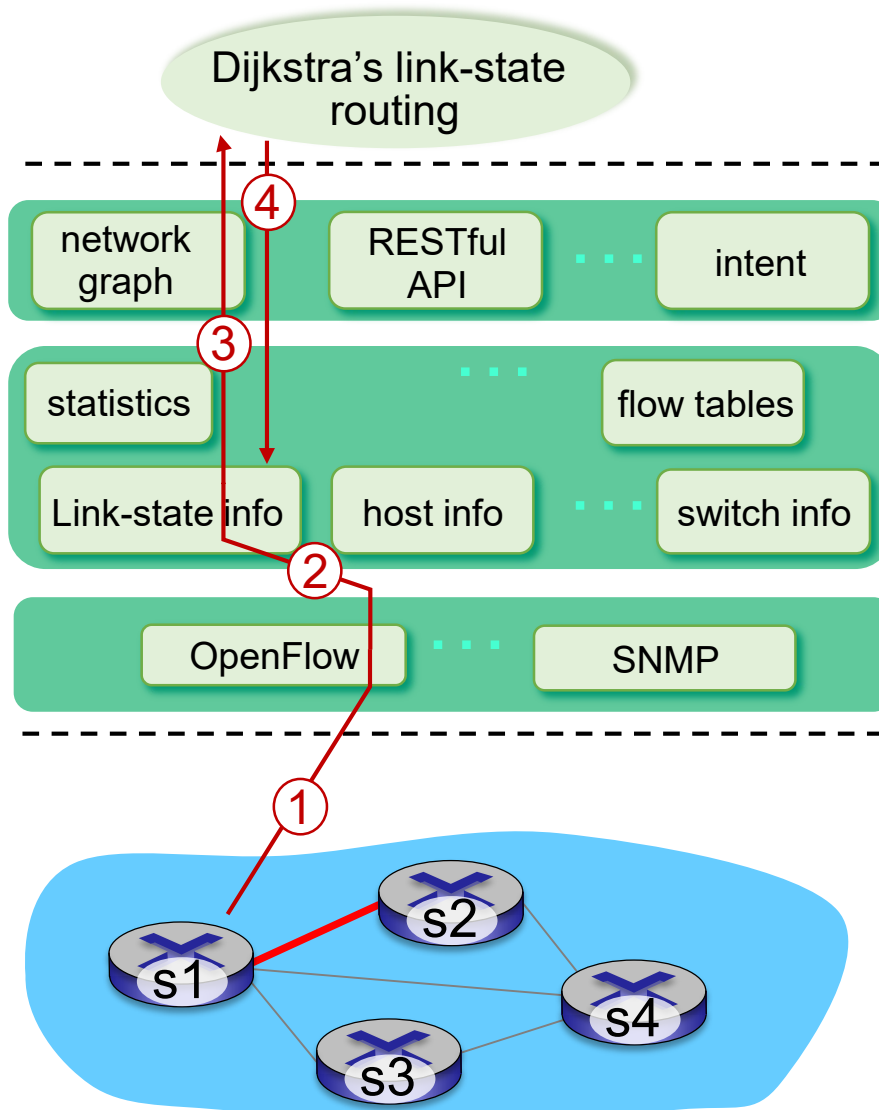 Dijkstra’s link-state
routing
4
network
graph
RESTful
API
intent
3
statistics
flow tables
Link-state info
host info
switch info
2
OpenFlow
SNMP
1
s2
s1
s4
s3